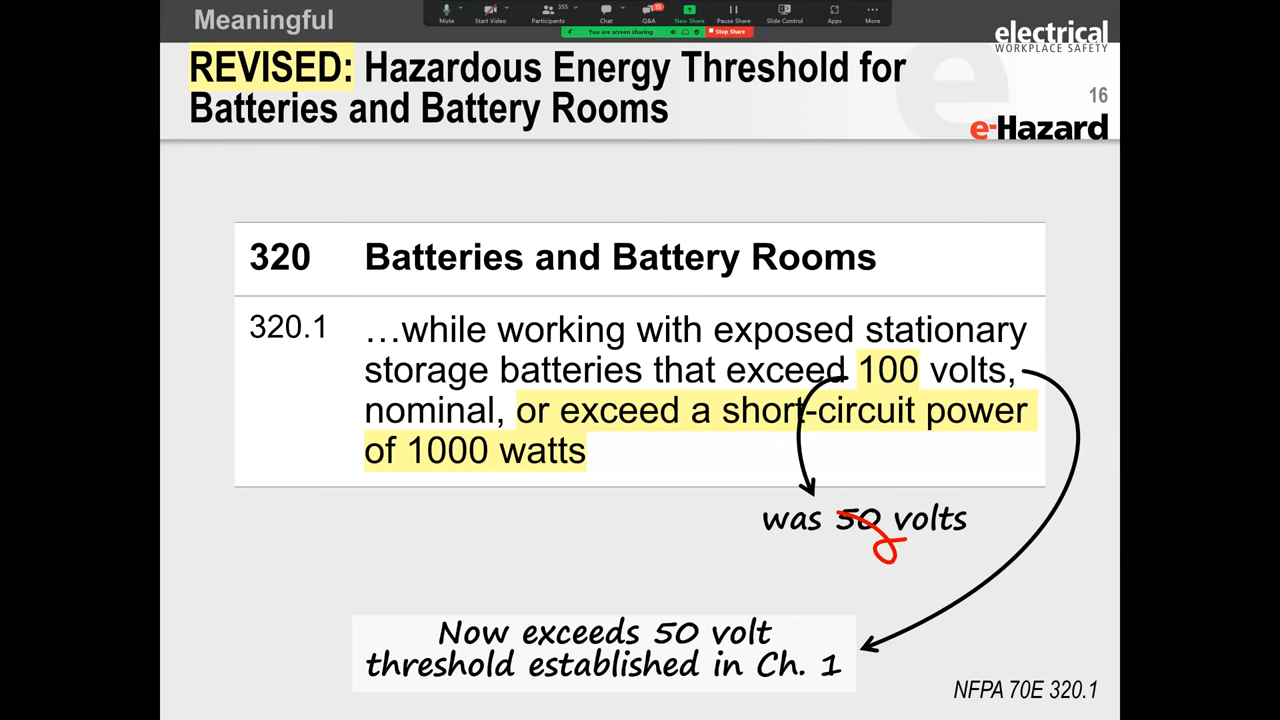 Meaningful
Mute
Start Video
Participants
355
Chat
Q&A
New Share
Pause Share
Slide Control
Apps
More
You are screen sharing
Stop Share
electrical
WORKPLACE SAFETY
REVISED: Hazardous Energy Threshold for
Batteries and Battery Rooms
16
e-Hazard
320 Batteries and Battery Rooms
320.1 …while working with exposed stationary
storage batteries that exceed 100 volts,
nominal, or exceed a short-circuit power
of 1000 watts
was 50 volts
Now exceeds 50 volt
threshold established in Ch. 1
NFPA 70E 320.1